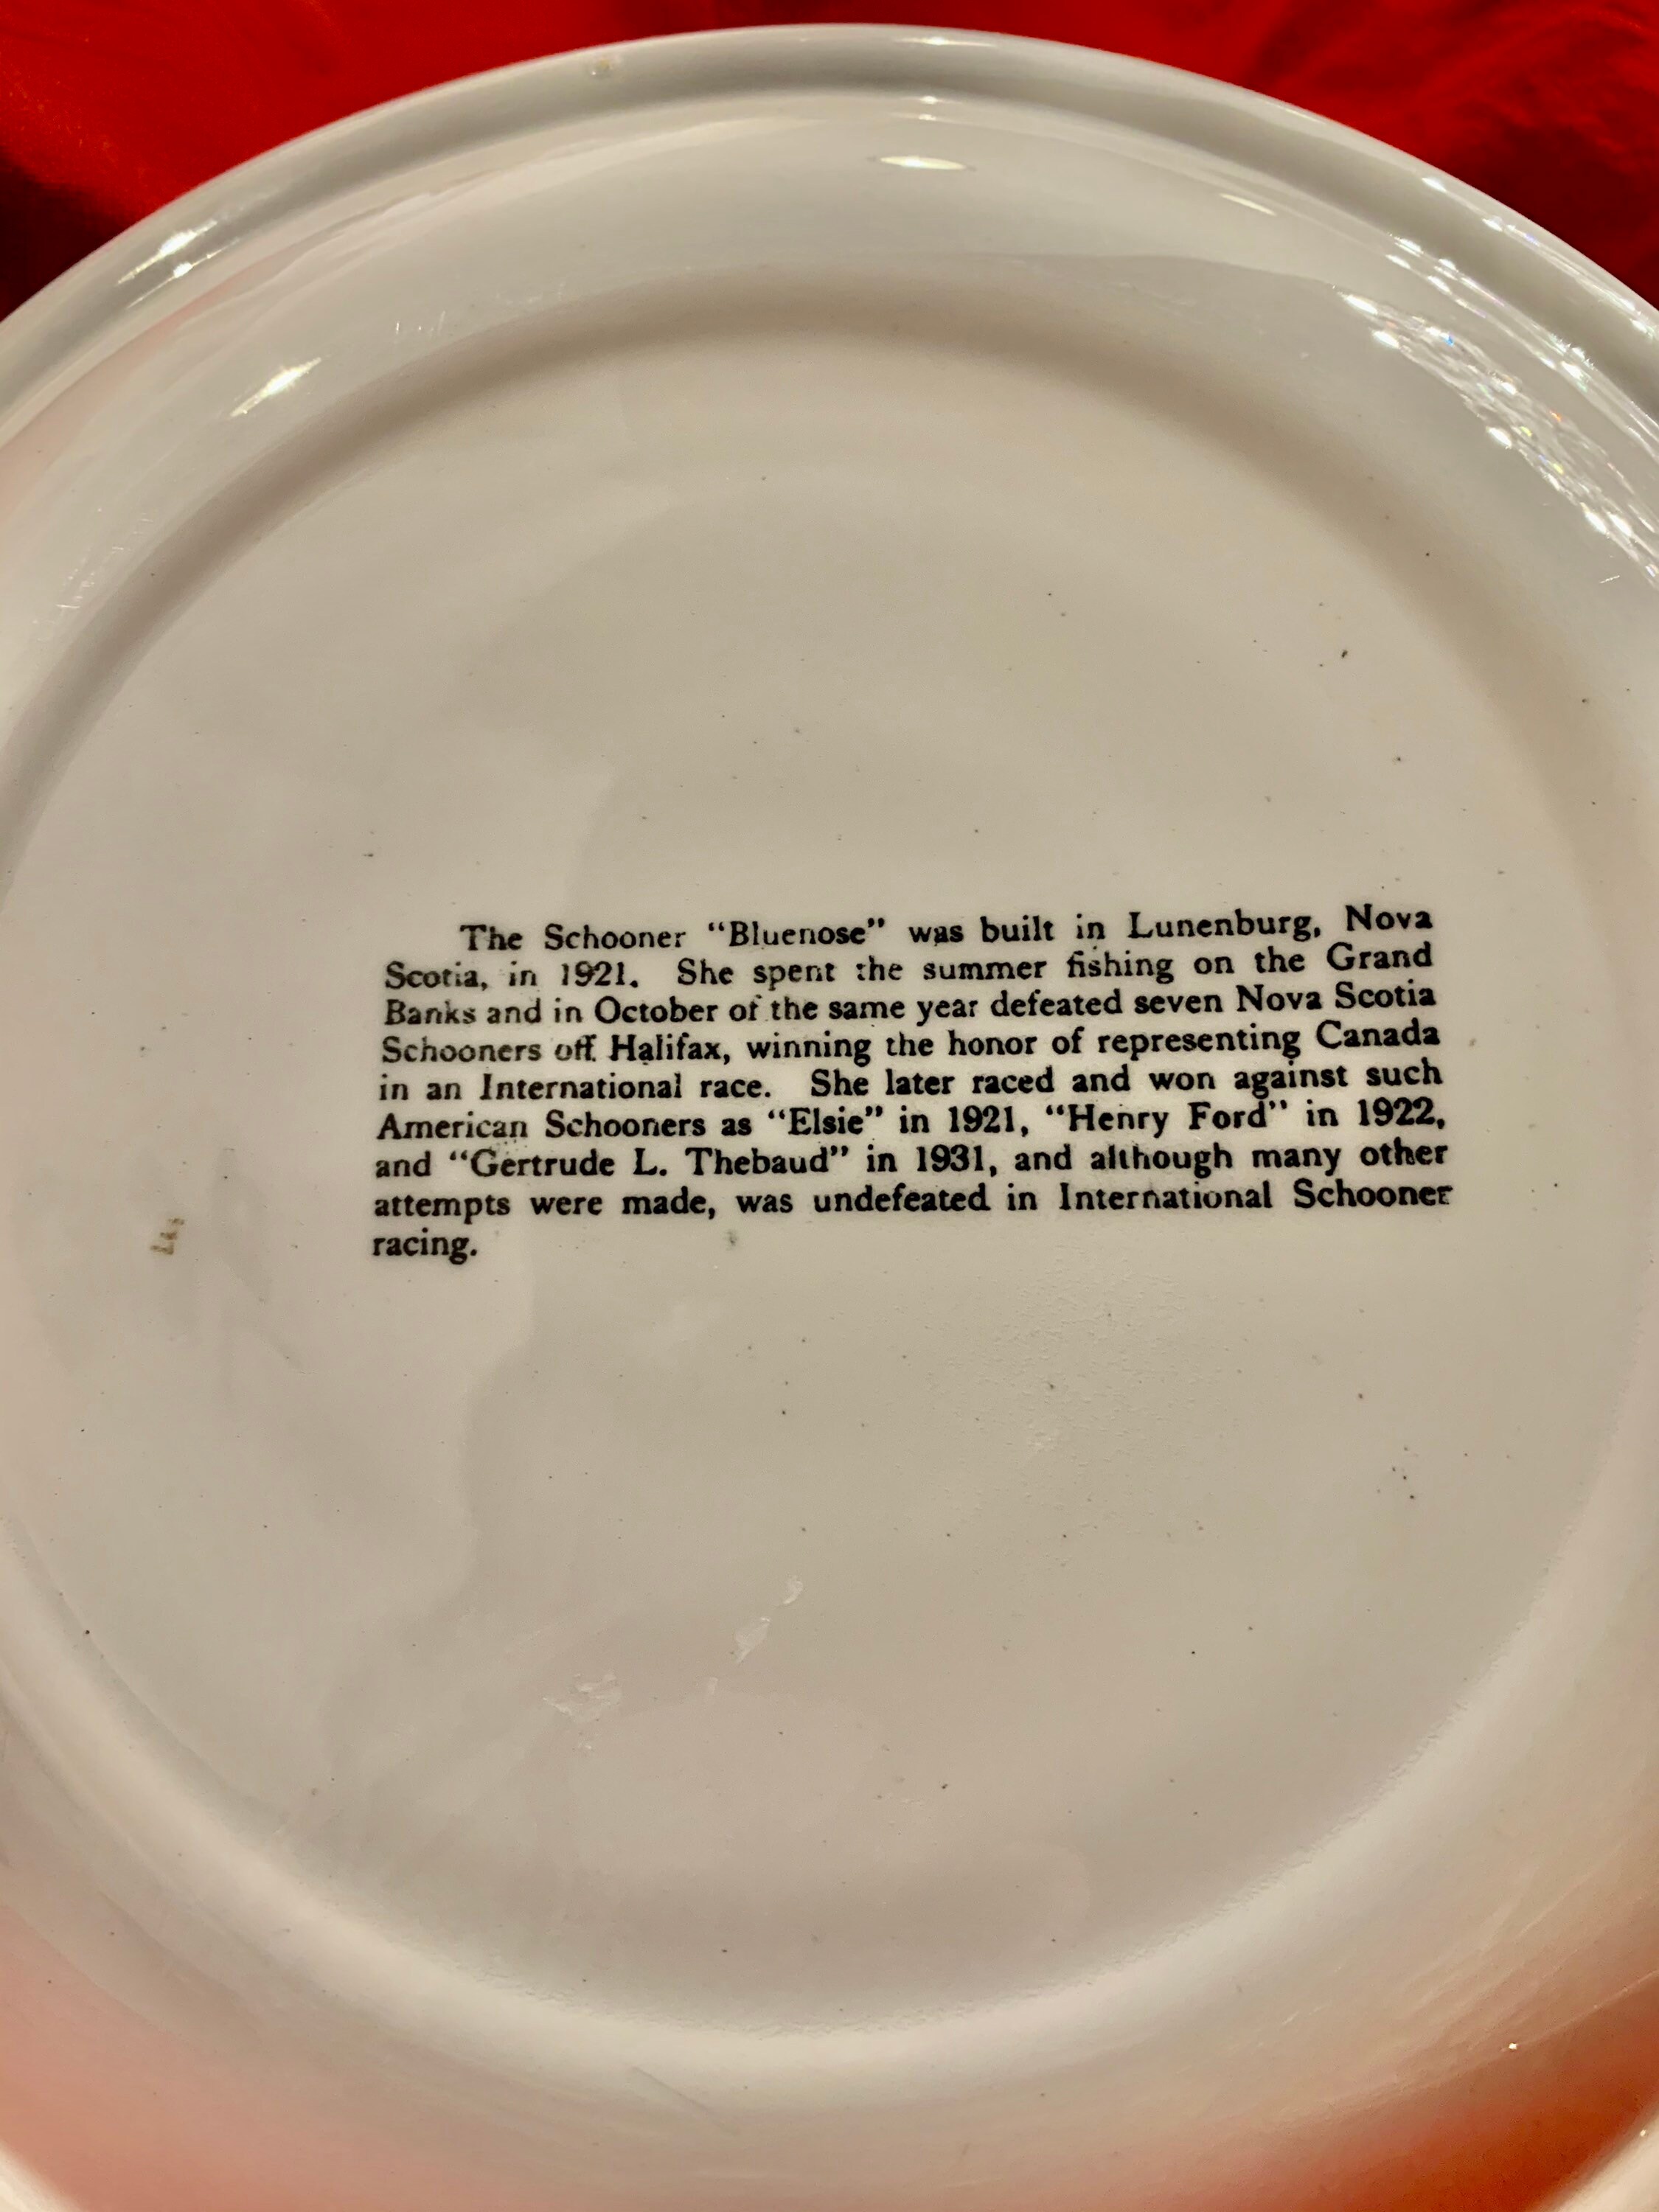 The Schooner “Bluenose” was built in Lunenburg, Nova
Scotia, in 1921. She spent the summer fishing on the Grand
Banks and in October of the same year defeated seven Nova Scotia
Schooners off Halifax, winning the honor of representing Canada
in an International race. She later raced and won against such
American Schooners as “Elsie” in 1921, “Henry Ford” in 1922,
and “Gertrude L. Thebaud” in 1931, and although many other
attempts were made, was undefeated in International Schooner
racing.